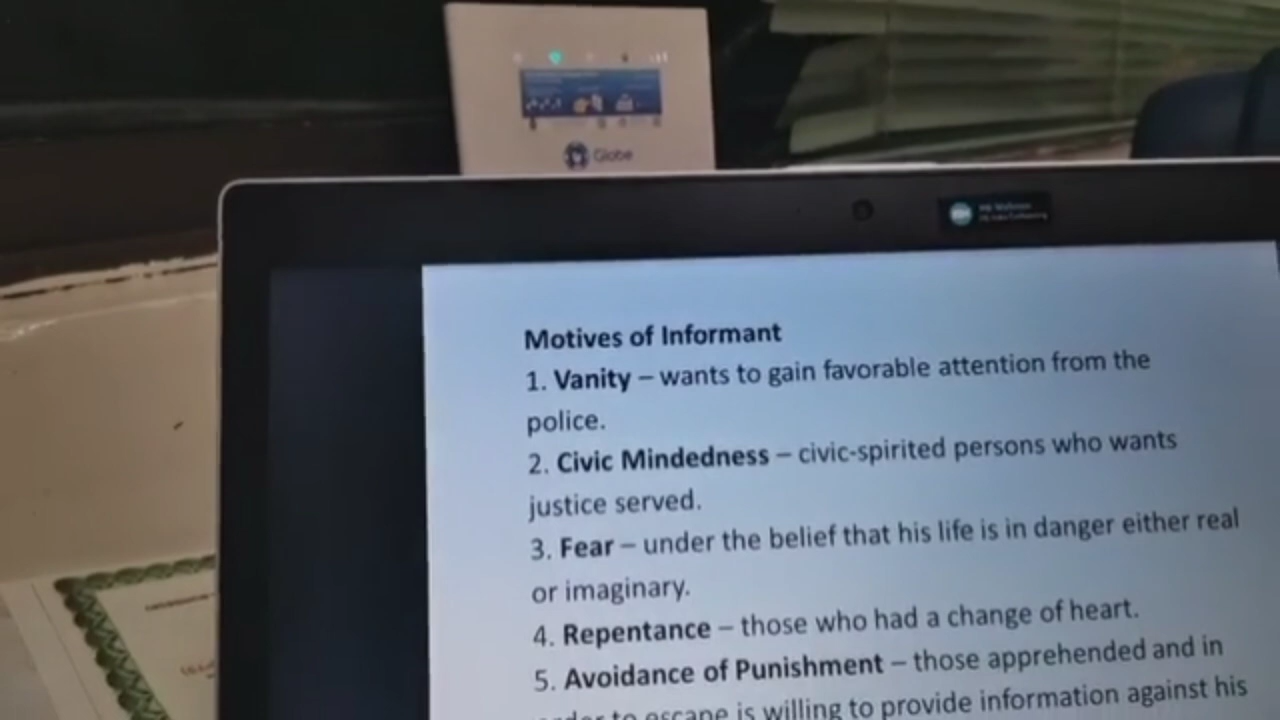 Globe
Motives of Informant
1. Vanity – wants to gain favorable attention from the
police.
2. Civic Mindedness – civic-spirited persons who wants
justice served.
3. Fear – under the belief that his life is in danger either real
or imaginary.
4. Repentance – those who had a change of heart.
5. Avoidance of Punishment – those apprehended and in
order to escape is willing to provide information against his